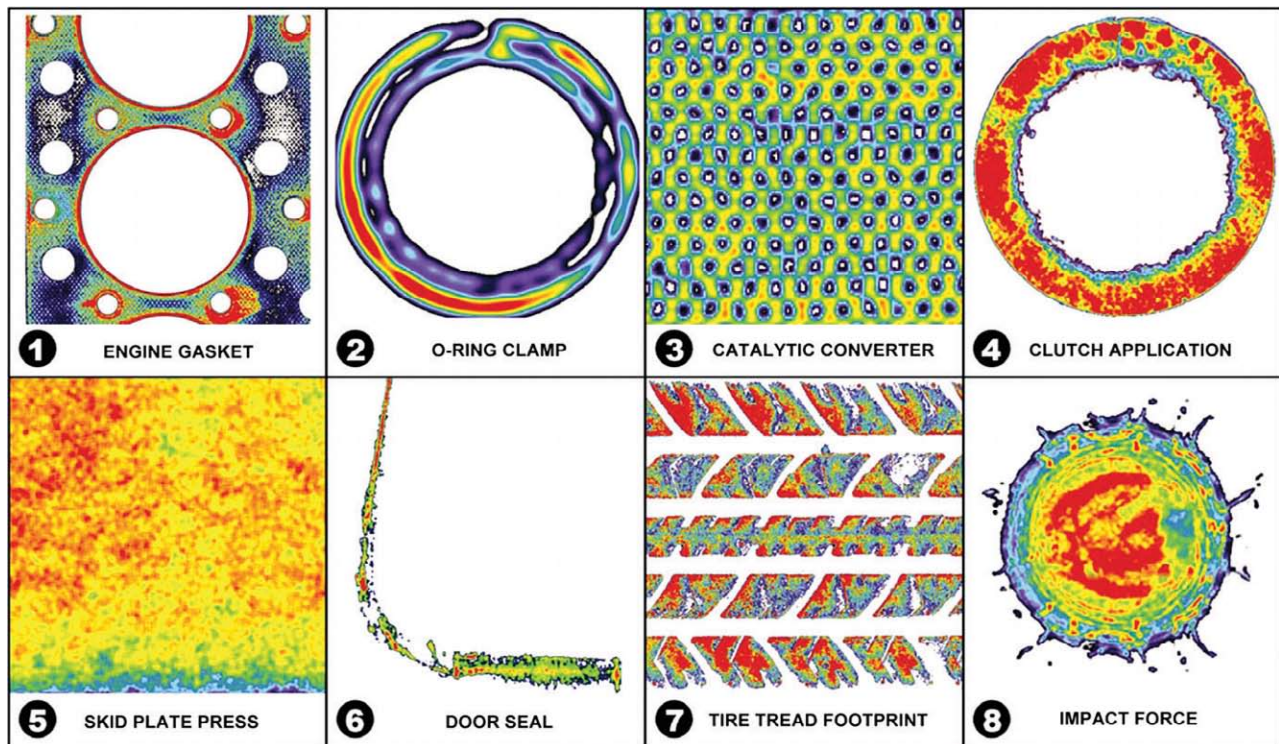 1 ENGINE GASKET
2 O-RING CLAMP
3 CATALYTIC CONVERTER
4 CLUTCH APPLICATION
5 SKID PLATE PRESS
6 DOOR SEAL
7 TIRE TREAD FOOTPRINT
8 IMPACT FORCE